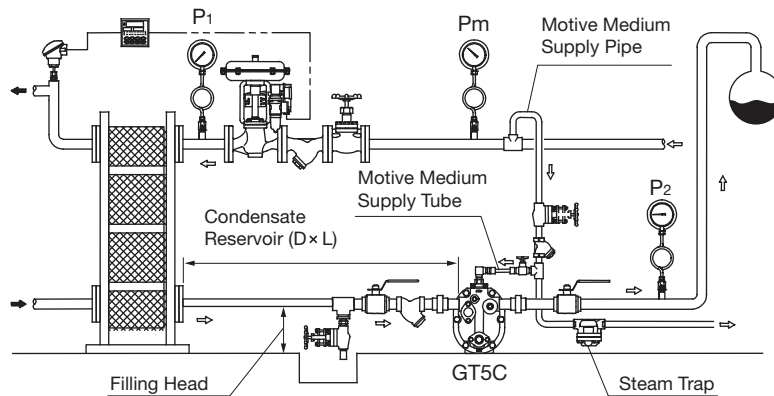 P1
Pm
Motive Medium
Supply Pipe
Motive Medium
Supply Tube
P2
Condensate
Reservoir (D× L)
Filling Head
GT5C
Steam Trap